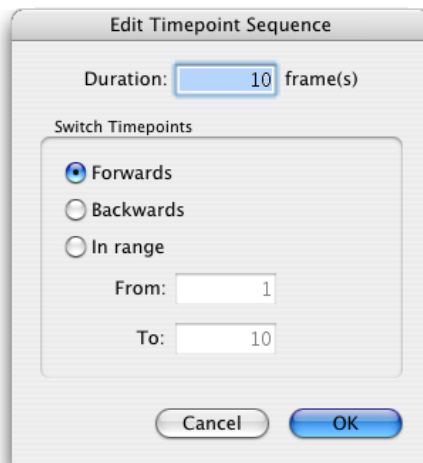 Edit Timepoint Sequence
Duration: 10 frame(s)
Switch Timepoints
Forwards
Backwards
In range
From: 1
To: 10
Cancel OK